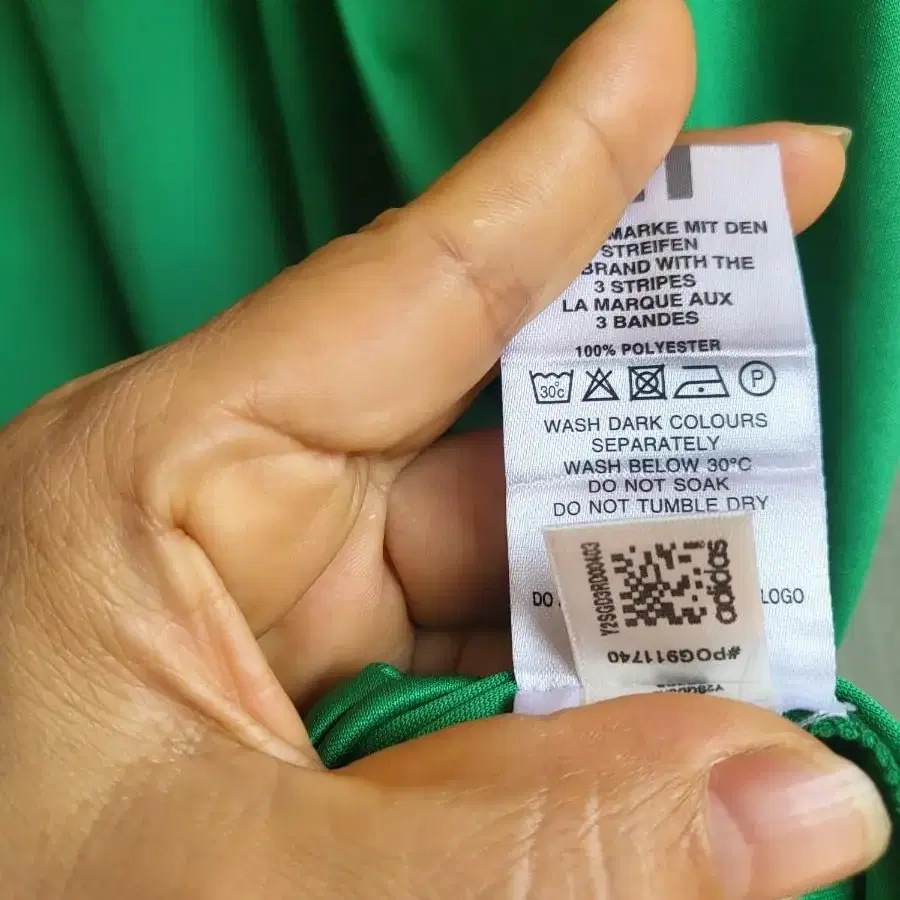 MARKE MIT DEN
STREIFEN
BRAND WITH THE
3 STRIPES
LA MARQUE AUX
3 BANDES
100% POLYESTER
30°c P
WASH DARK COLOURS
SEPARATELY
WASH BELOW 30°C
DO NOT SOAK
DO NOT TUMBLE DRY
DO
LOGO
adidas
Y2SGD3RD00403
#POG911740